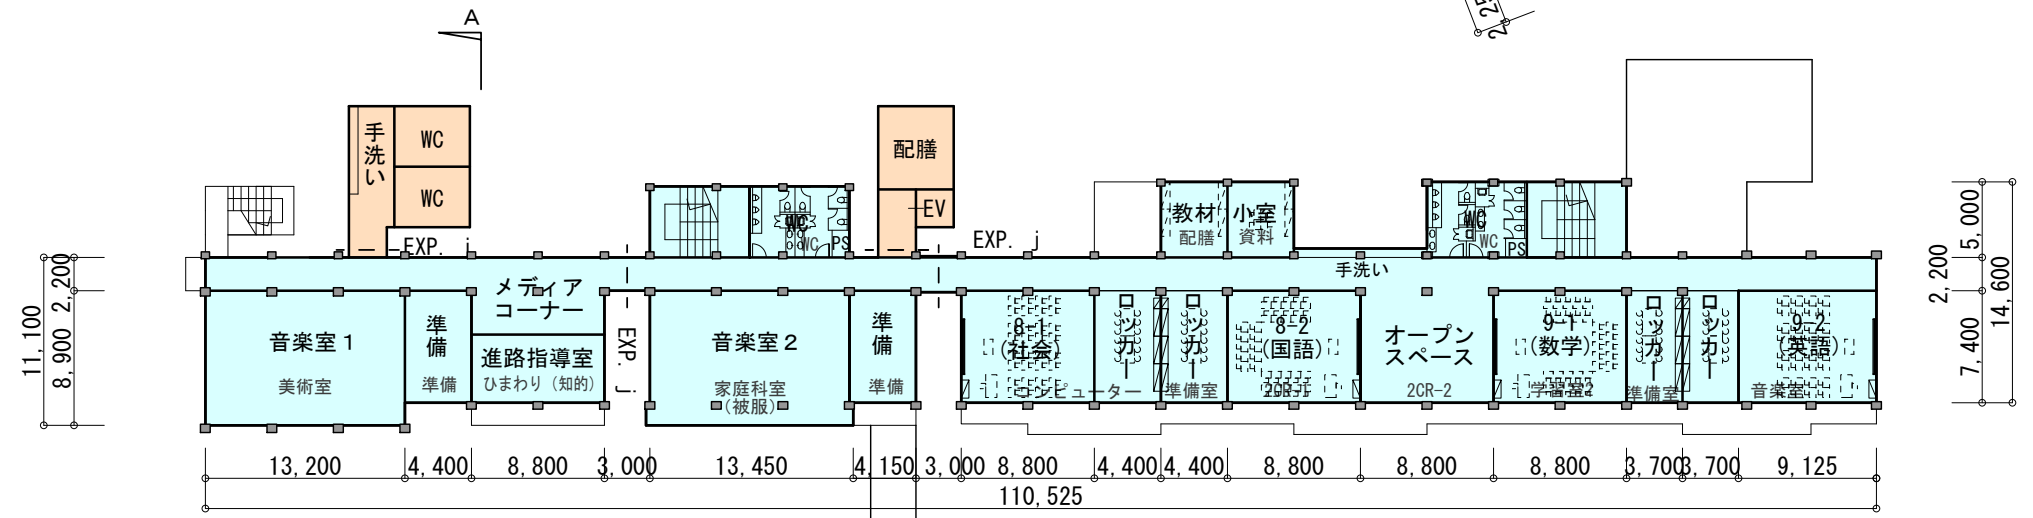 A
25
2
手洗い
WC
WC
配膳
EV
EXP. j
EXP. j
WC
WC
PS
教材
配膳
小室
資料
WC
WC
PS
手洗い
メディア
コーナー
音楽室１
美術室
準備
準備
進路指導室
ひまわり（知的）
EXP. j
音楽室２
家庭科室
（被服）
準備
準備
8-1
(社会)
コンピューター
ロッカー
ロッカー
準備室
8-2
(国語)
2CR-1
オープン
スペース
2CR-2
9-1
(数学)
学習室2
ロッカー
準備室
ロッカー
9-2
(英語)
音楽室
11,100
8,900
2,200
2,200
5,000
7,400
14,600
13,200
4,400
8,800
3,000
13,450
4,150
3,000
8,800
4,400
4,400
8,800
8,800
8,800
3,700
3,700
9,125
110,525